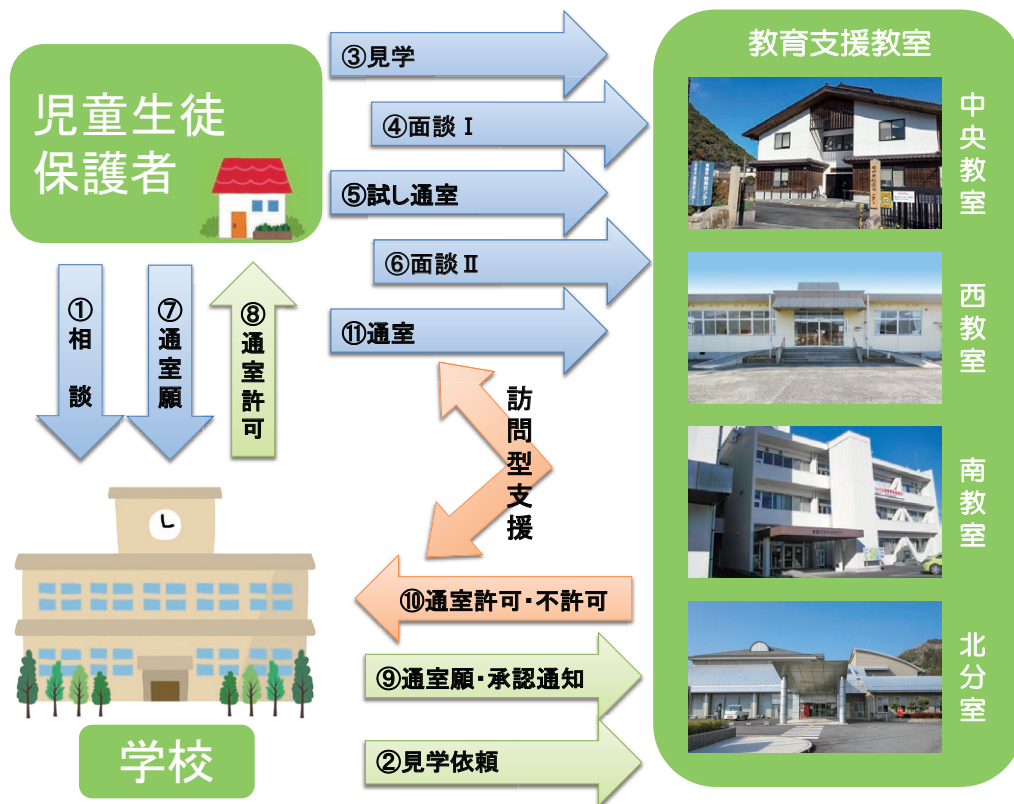 児童生徒
保護者
③見学
④面談Ⅰ
⑤試し通室
⑥面談Ⅱ
⑪通室
①相談
⑦通室願
⑧通室許可
訪問型支援
⑩通室許可・不許可
⑨通室願・承認通知
②見学依頼
学校
教育支援教室
中央教室
西教室
南教室
北分室